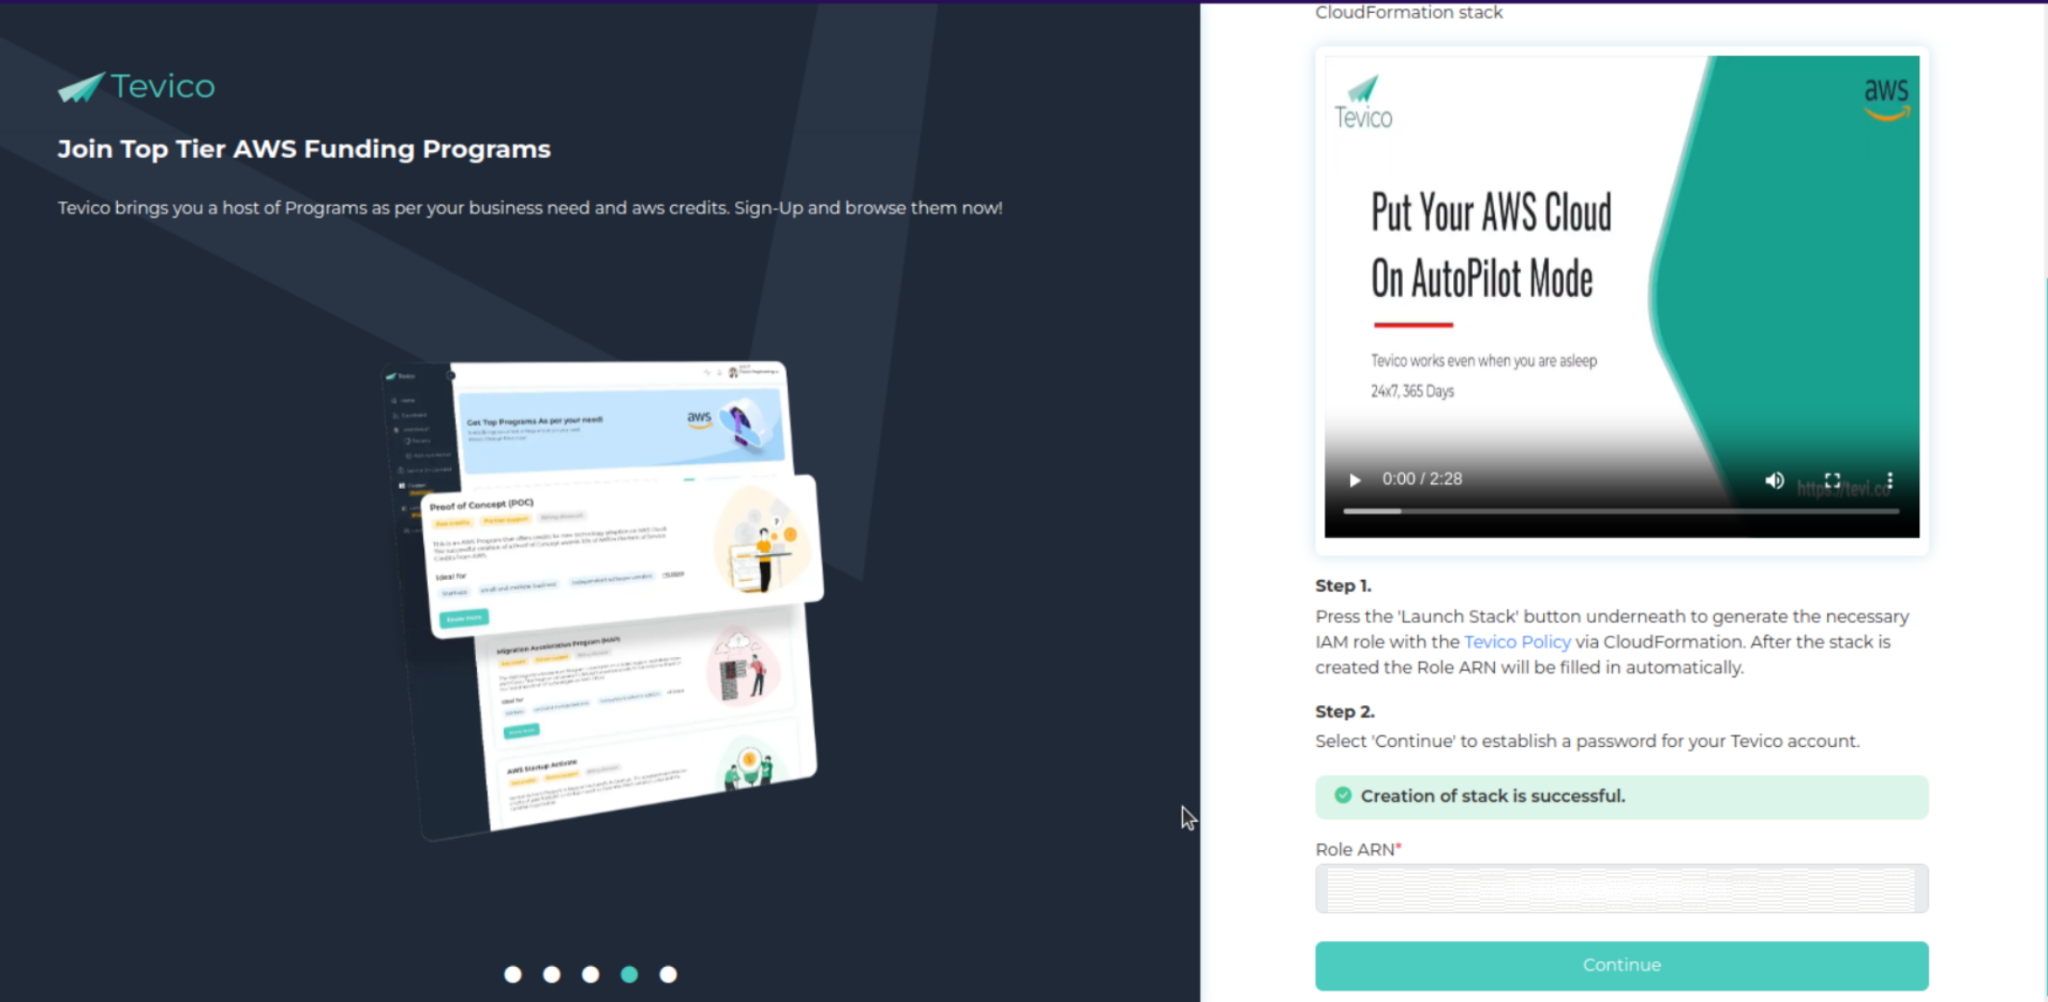 Tevico
Join Top Tier AWS Funding Programs
Tevico brings you a host of Programs as per your business need and aws credits. Sign-Up and browse them now!
Tevico
Get Top Programs As per your need!
aws
Proof of Concept (POC)
Ideal for
Know more
Migration Acceleration Program (MAP)
Ideal for
AWS Startup Activate
CloudFormation stack
Tevico
aws
Put Your AWS Cloud
On AutoPilot Mode
Tevico works even when you are asleep
24x7, 365 Days
0:00 / 2:28
https://tevi.co
Step 1.
Press the 'Launch Stack' button underneath to generate the necessary
IAM role with the Tevico Policy via CloudFormation. After the stack is
created the Role ARN will be filled in automatically.
Step 2.
Select 'Continue' to establish a password for your Tevico account.
Creation of stack is successful.
Role ARN*
Continue